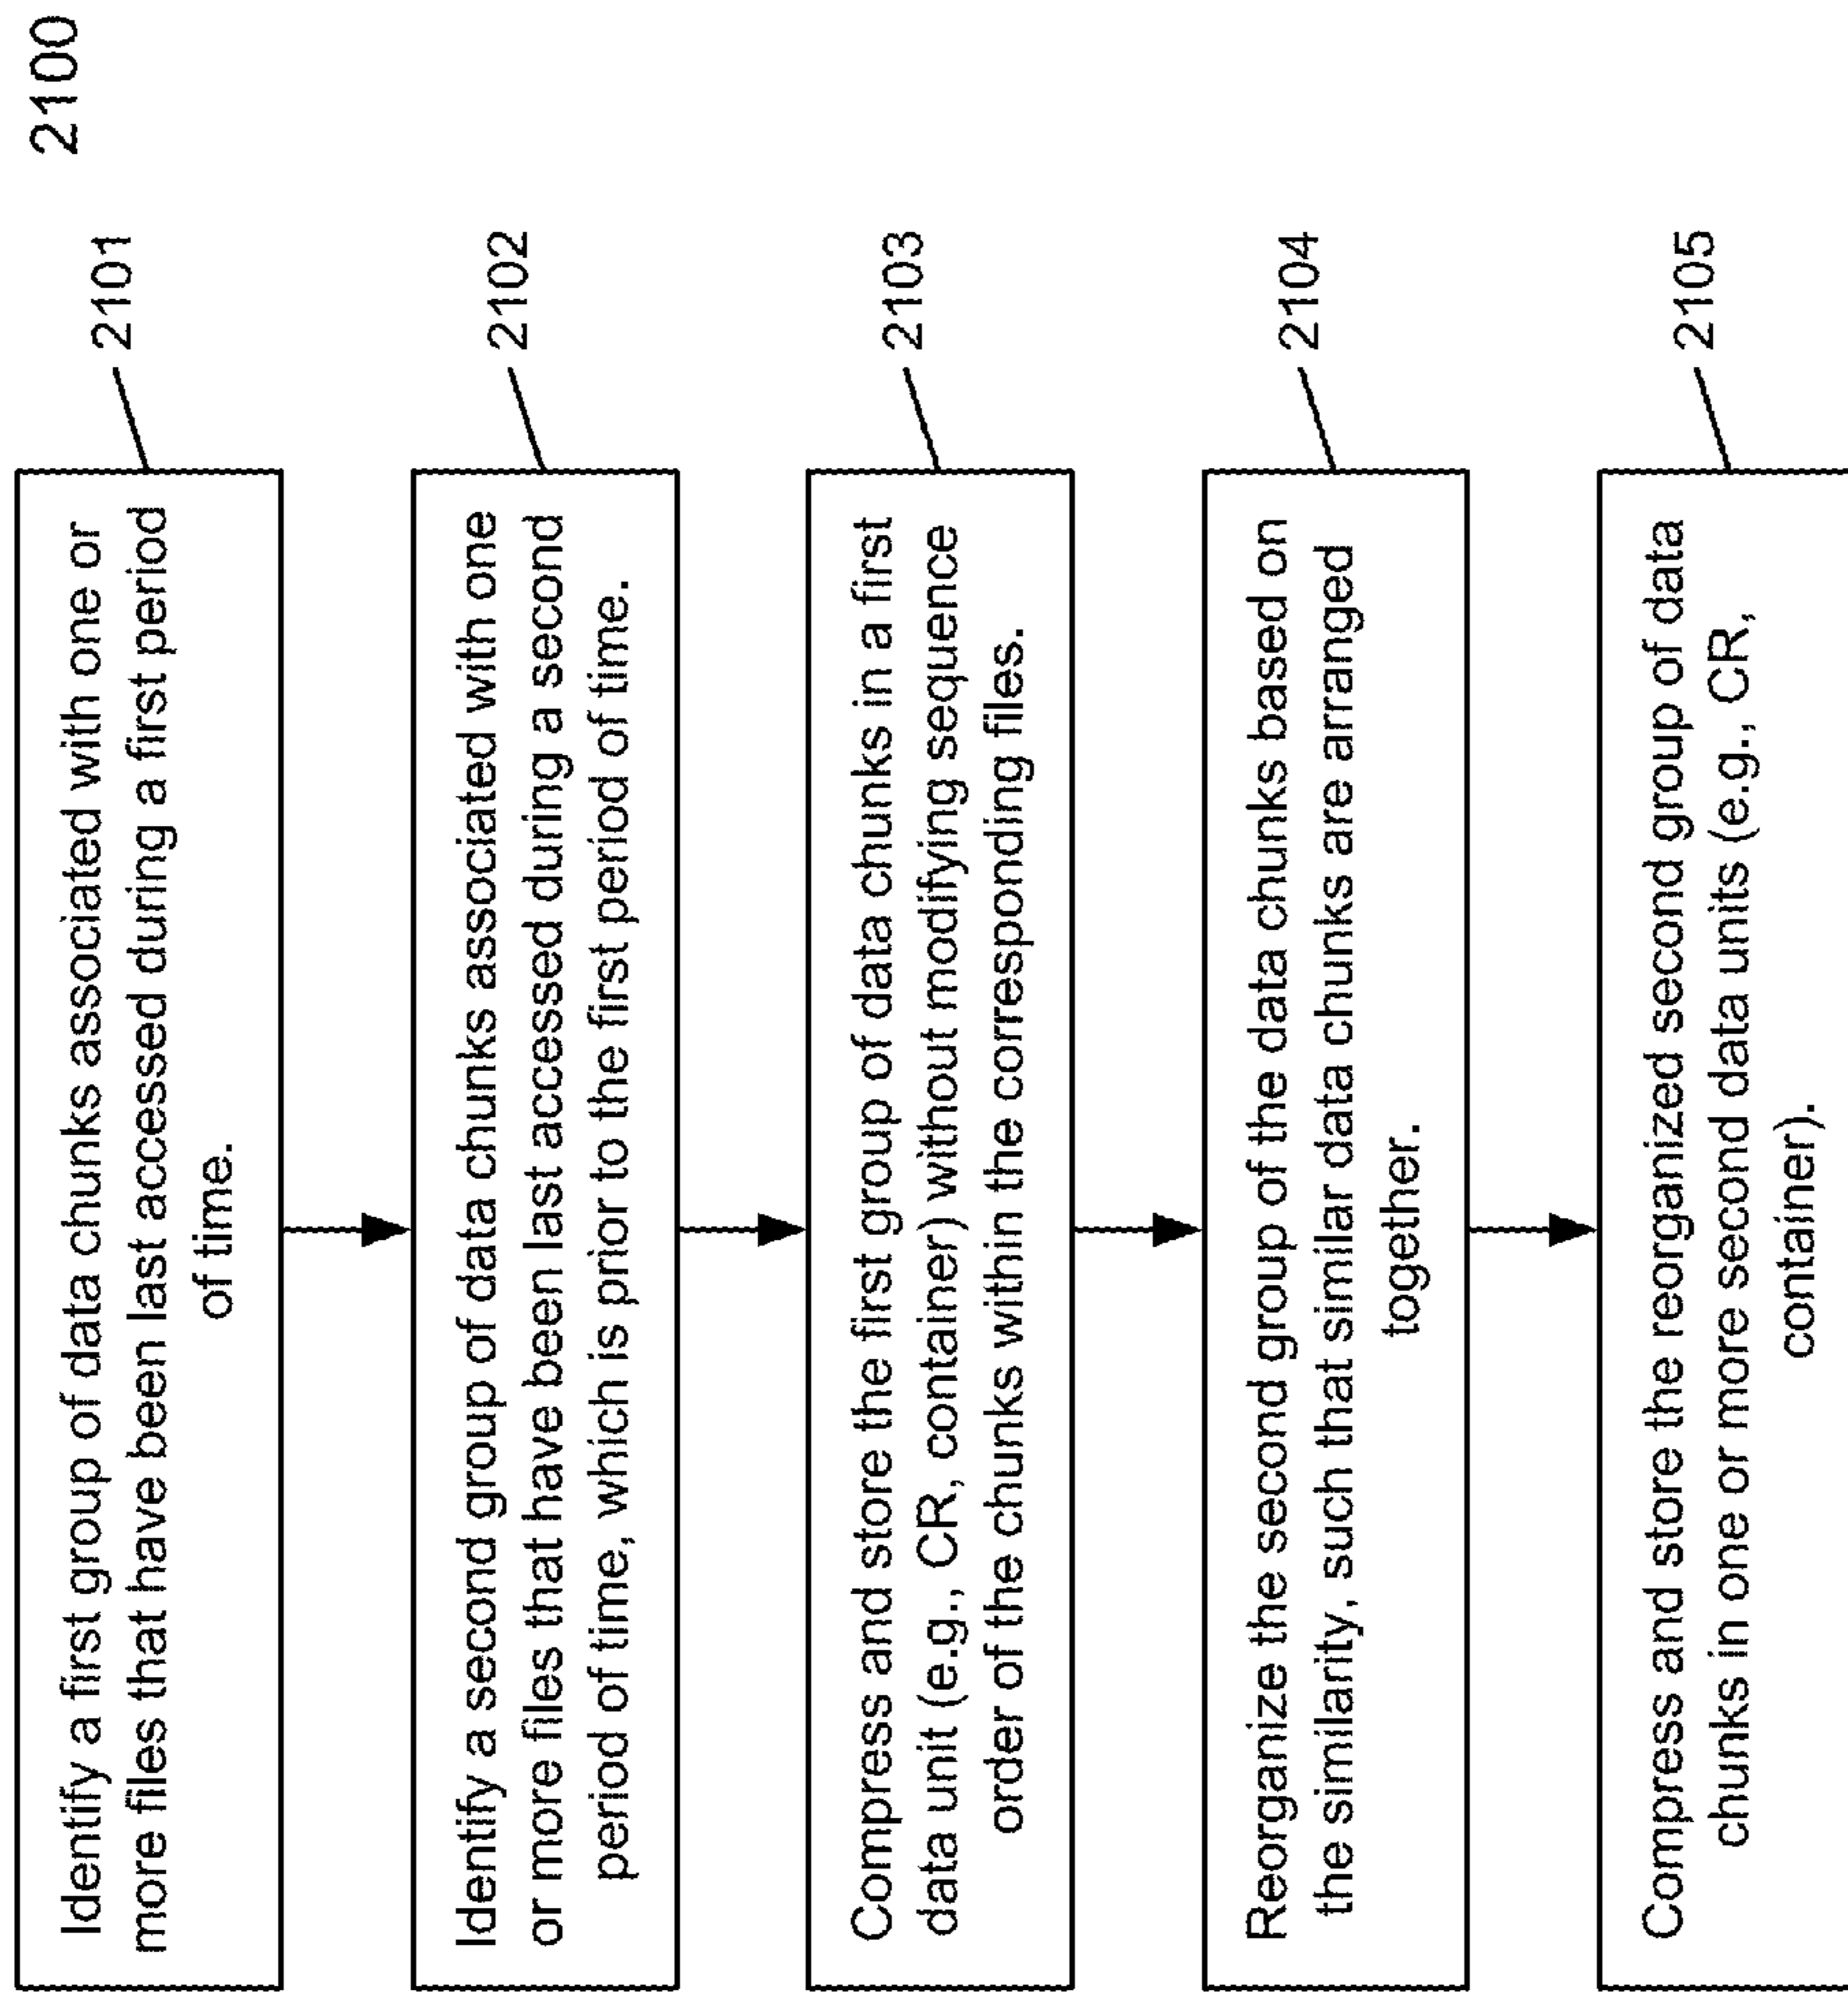 2100
Identify a first group of data chunks associated with one or
more files that have been last accessed during a first period
of time.
2101
Identify a second group of data chunks associated with one
or more files that have been last accessed during a second
period of time, which is prior to the first period of time.
2102
Compress and store the first group of data chunks in a first
data unit (e.g., CR, container) without modifying sequence
order of the chunks within the corresponding files.
2103
Reorganize the second group of the data chunks based on
the similarity, such that similar data chunks are arranged
together.
2104
Compress and store the reorganized second group of data
chunks in one or more second data units (e.g., CR,
container).
2105